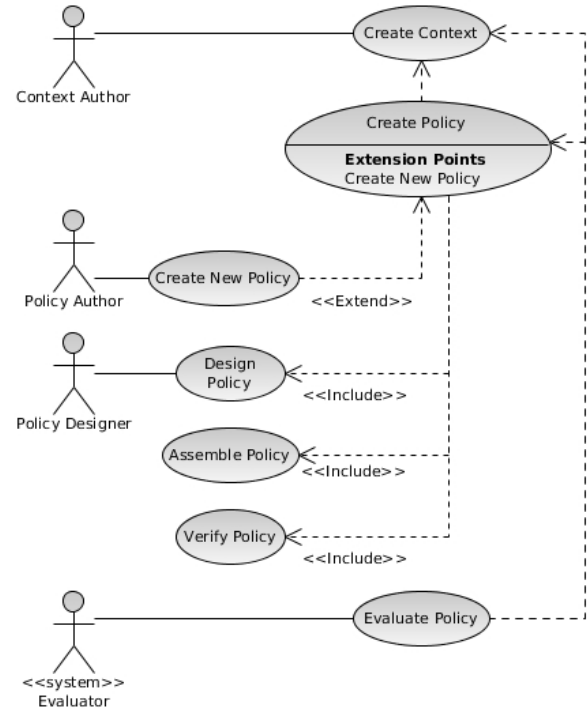 Create Context
Context Author
Create Policy
Extension Points
Create New Policy
Create New Policy
Policy Author
<<Extend>>
Design
Policy
<<Include>>
Policy Designer
Assemble Policy
<<Include>>
Verify Policy
<<Include>>
Evaluate Policy
<<system>>
Evaluator